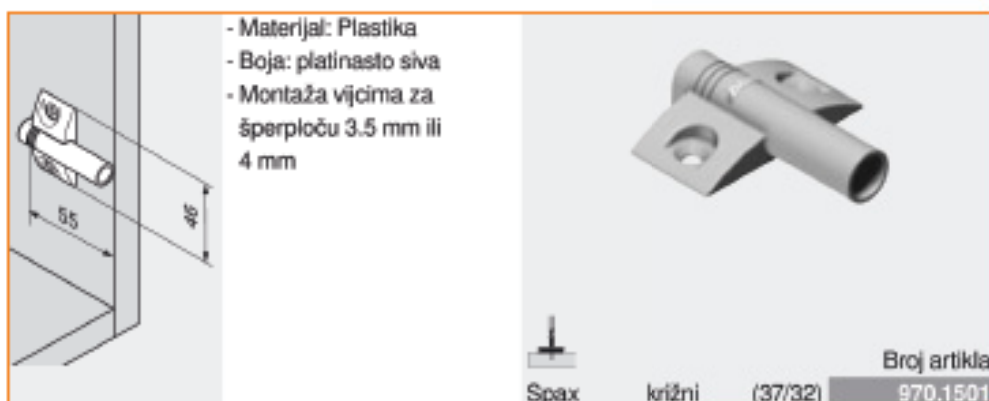 - Materijal: Plastika
- Boja: platinasto siva
- Montaža vijcima za
šperploču 3.5 mm ili
4 mm
55
46
Broj artikla
Spax križni (37/32) 970.1501